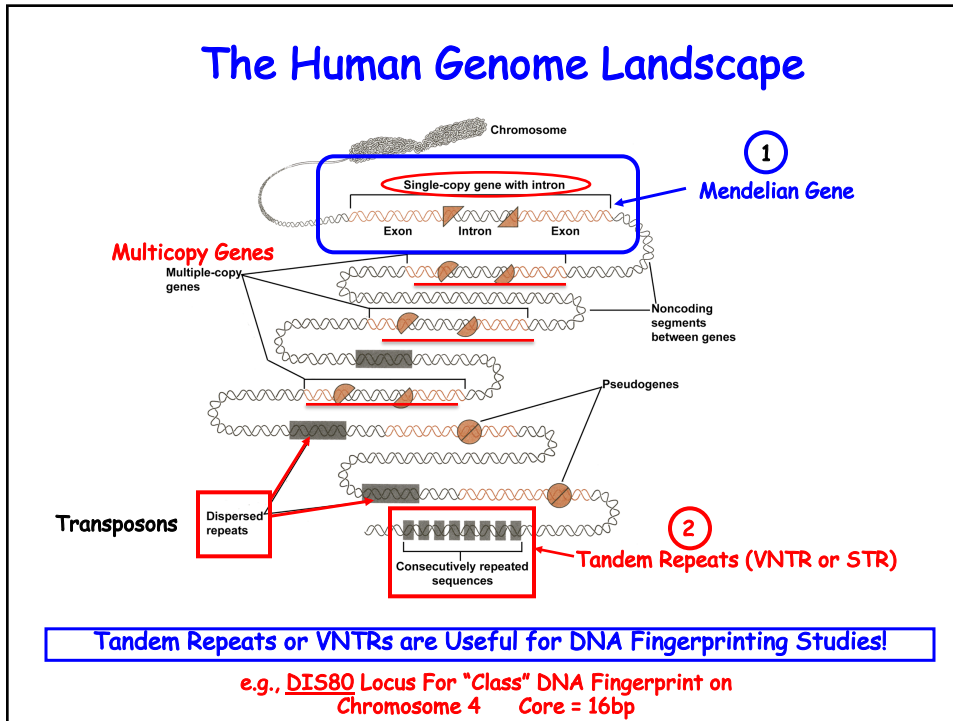 The Human Genome Landscape
Chromosome
1
Single-copy gene with intron
Mendelian Gene
Exon Intron Exon
Multicopy Genes
Multiple-copy
genes
Noncoding
segments
between genes
Pseudogenes
Transposons
Dispersed
repeats
2
Tandem Repeats (VNTR or STR)
Consecutively repeated
sequences
Tandem Repeats or VNTRs are Useful for DNA Fingerprinting Studies!
e.g., DIS80 Locus For “Class” DNA Fingerprint on
Chromosome 4 Core = 16bp